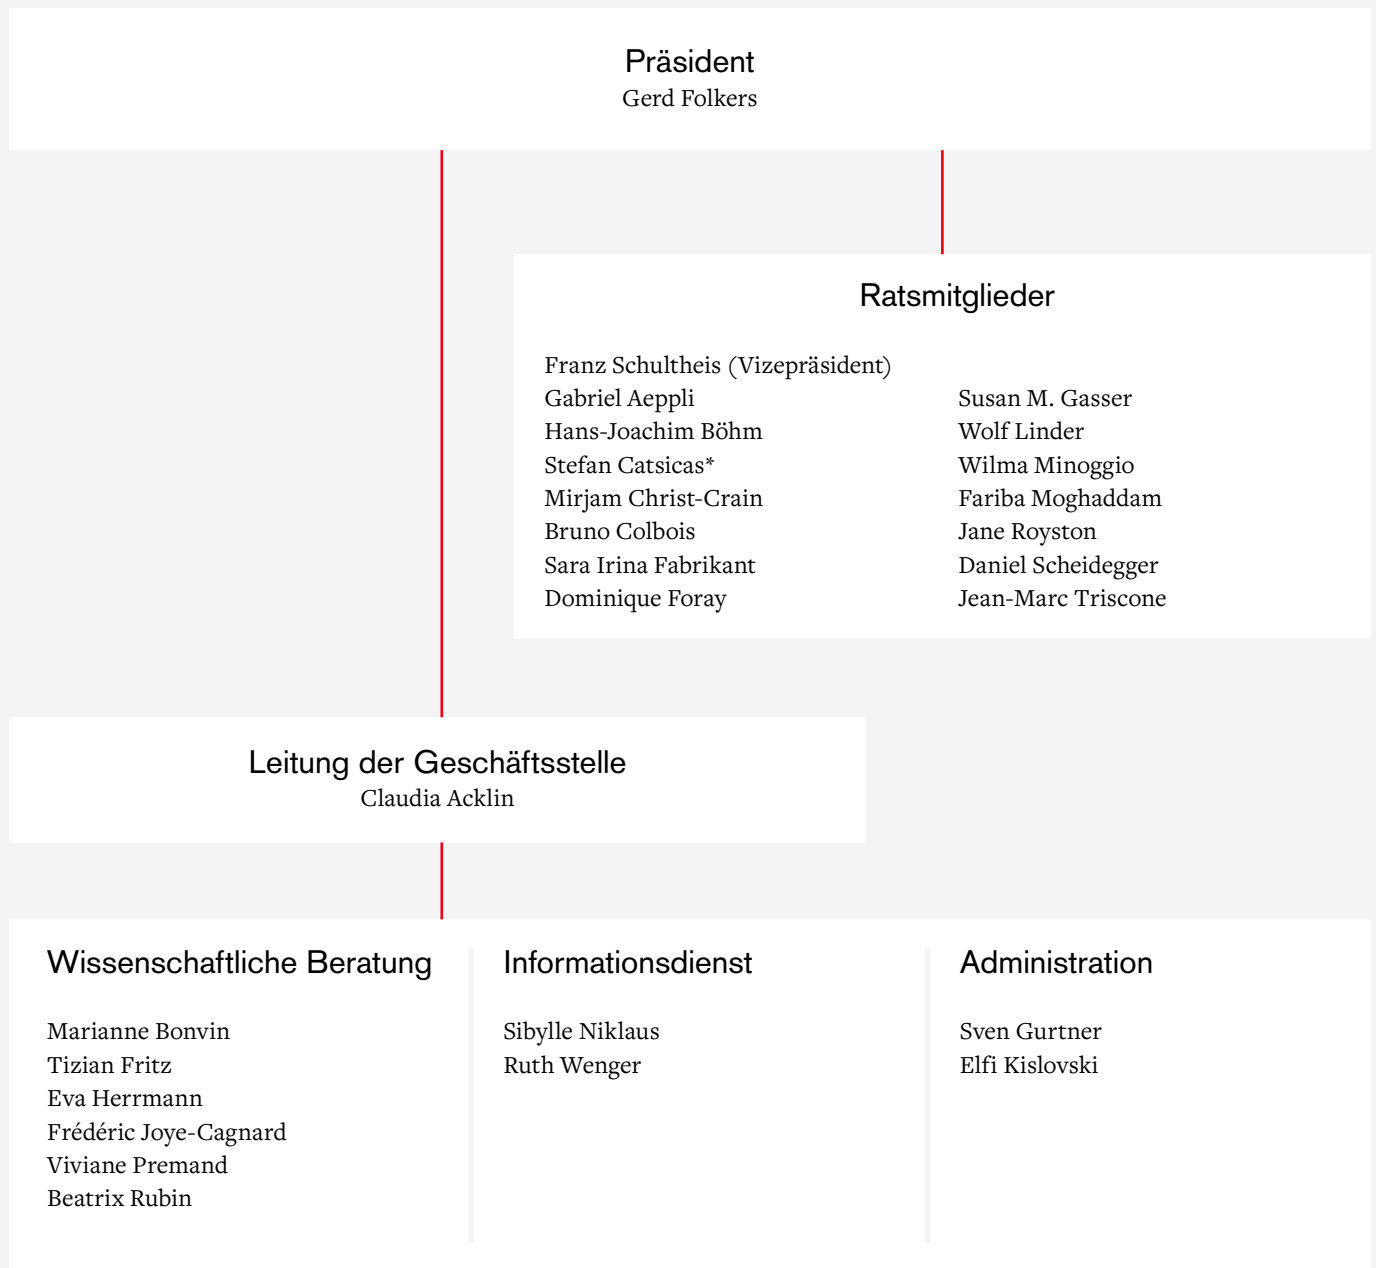 Präsident
Gerd Folkers
Ratsmitglieder
Franz Schultheis (Vizepräsident)
Gabriel Aeppli
Hans-Joachim Böhm
Stefan Catsicas*
Mirjam Christ-Crain
Bruno Colbois
Sara Irina Fabrikant
Dominique Foray
Susan M. Gasser
Wolf Linder
Wilma Minoggio
Fariba Moghaddam
Jane Royston
Daniel Scheidegger
Jean-Marc Triscone
Leitung der Geschäftsstelle
Claudia Acklin
Wissenschaftliche Beratung
Marianne Bonvin
Tizian Fritz
Eva Herrmann
Frédéric Joye-Cagnard
Viviane Premand
Beatrix Rubin
Informationsdienst
Sibylle Niklaus
Ruth Wenger
Administration
Sven Gurtner
Elfi Kislovski